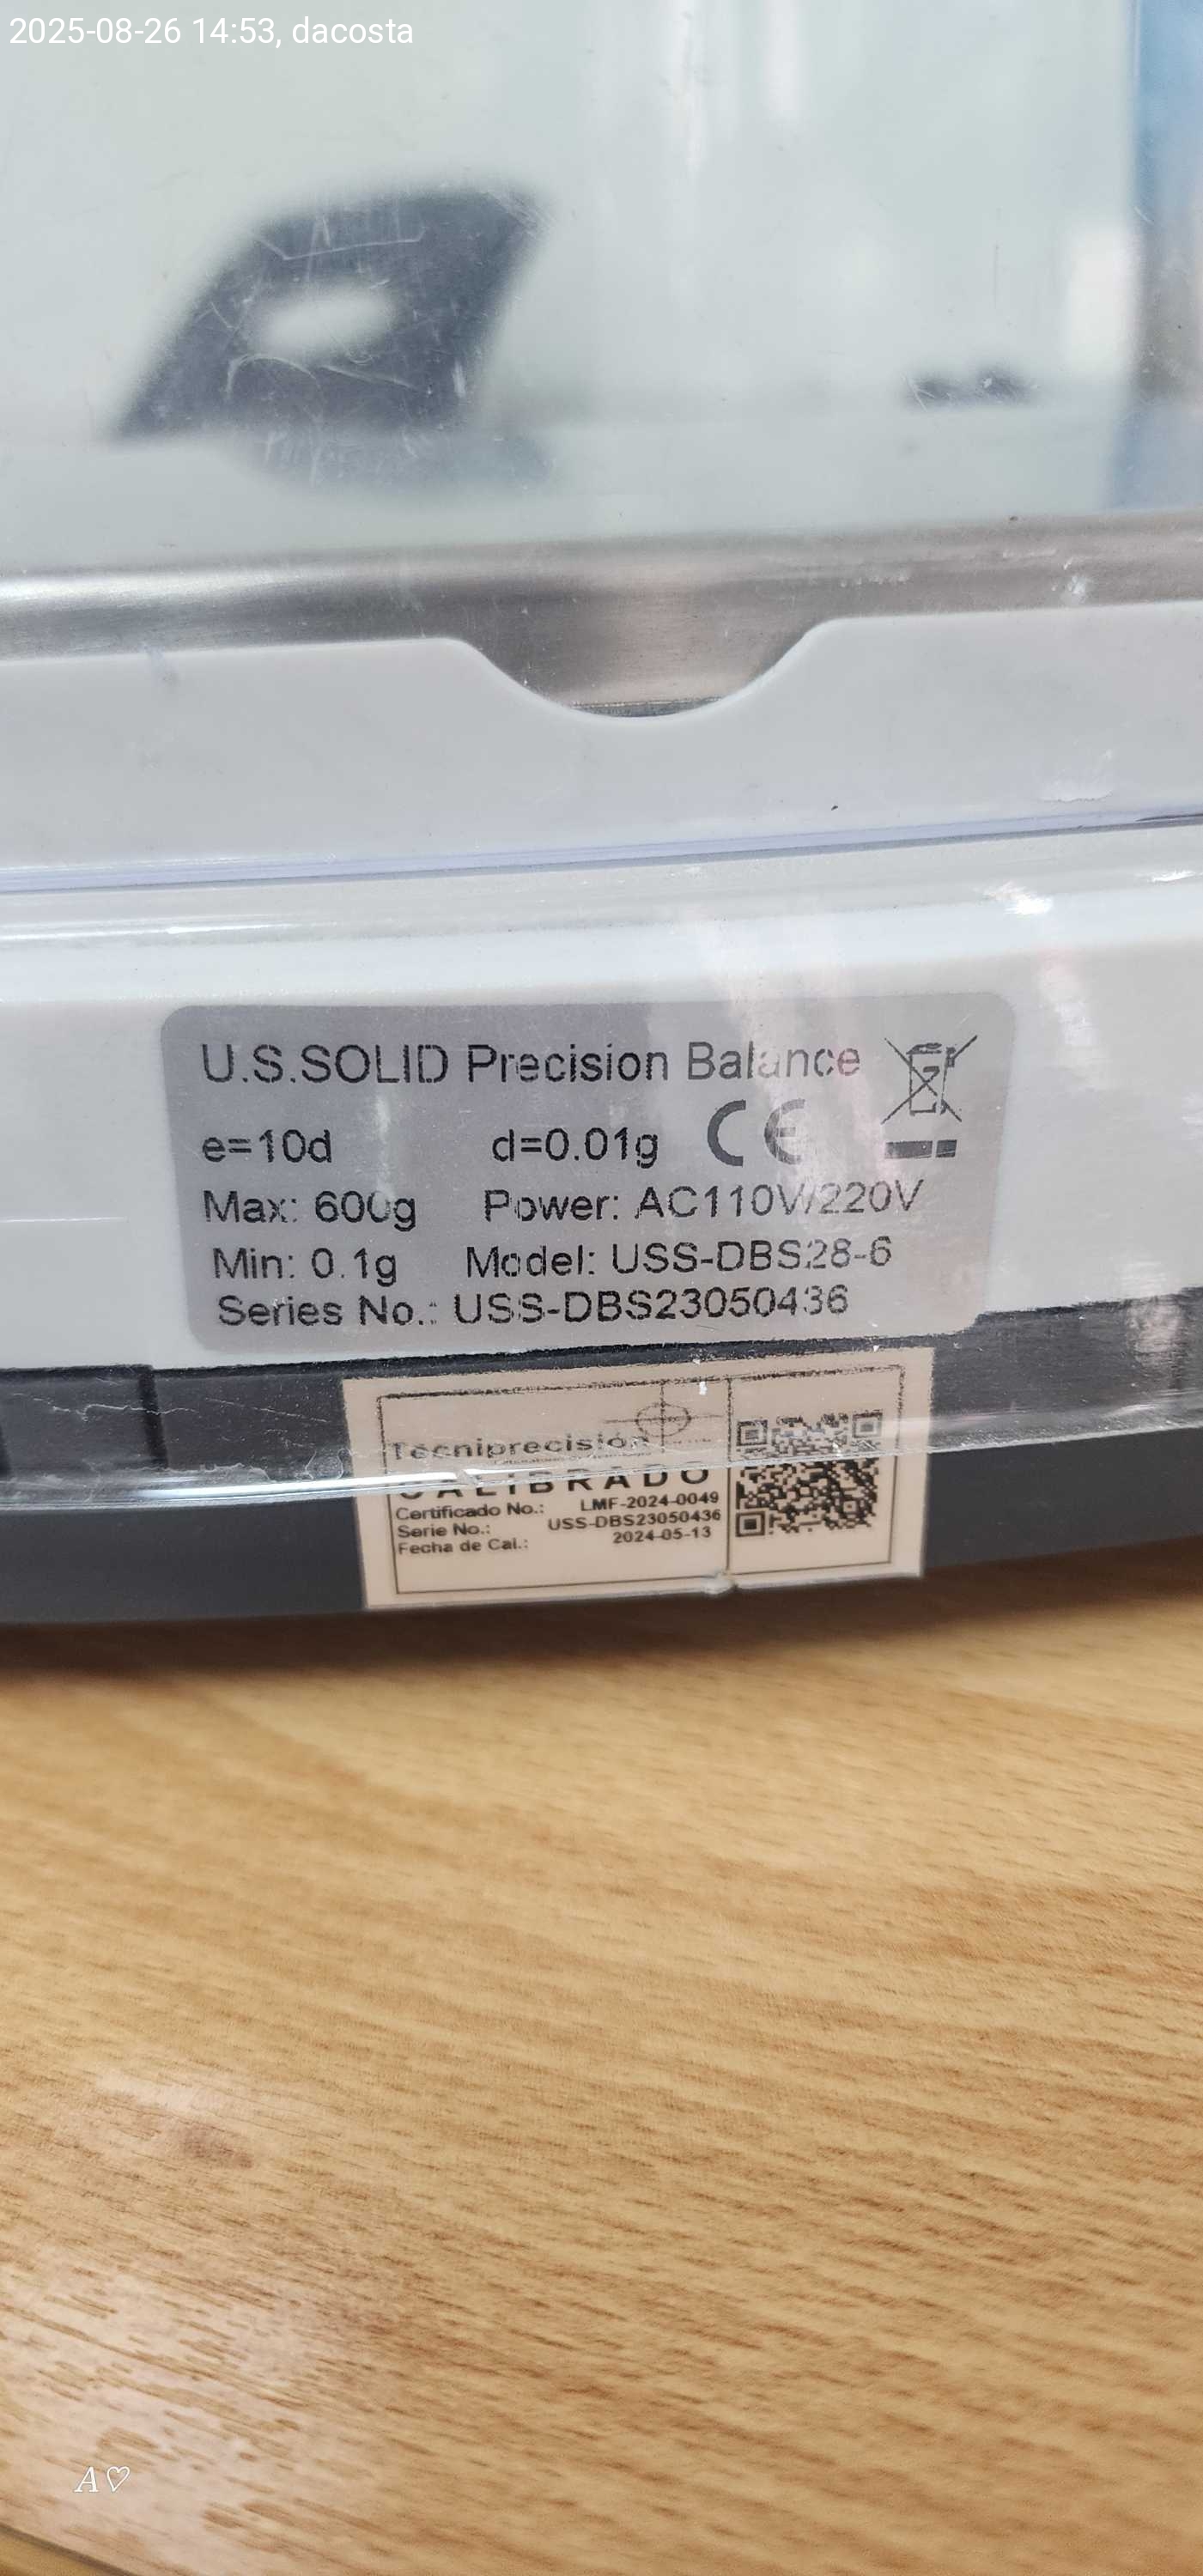 2025-08-26 14:53, dacosta
U.S.SOLID Precision Balance
e=10d d=0.01g CE
Max: 600g Power: AC110V/220V
Min: 0.1g Model: USS-DBS28-6
Series No.: USS-DBS23050436
Tecniprecisión
CALIBRADO
Certificado No.: LMF-2024-0049
Serie No.: USS-DBS23050436
Fecha de Cal.: 2024-05-13
A♡